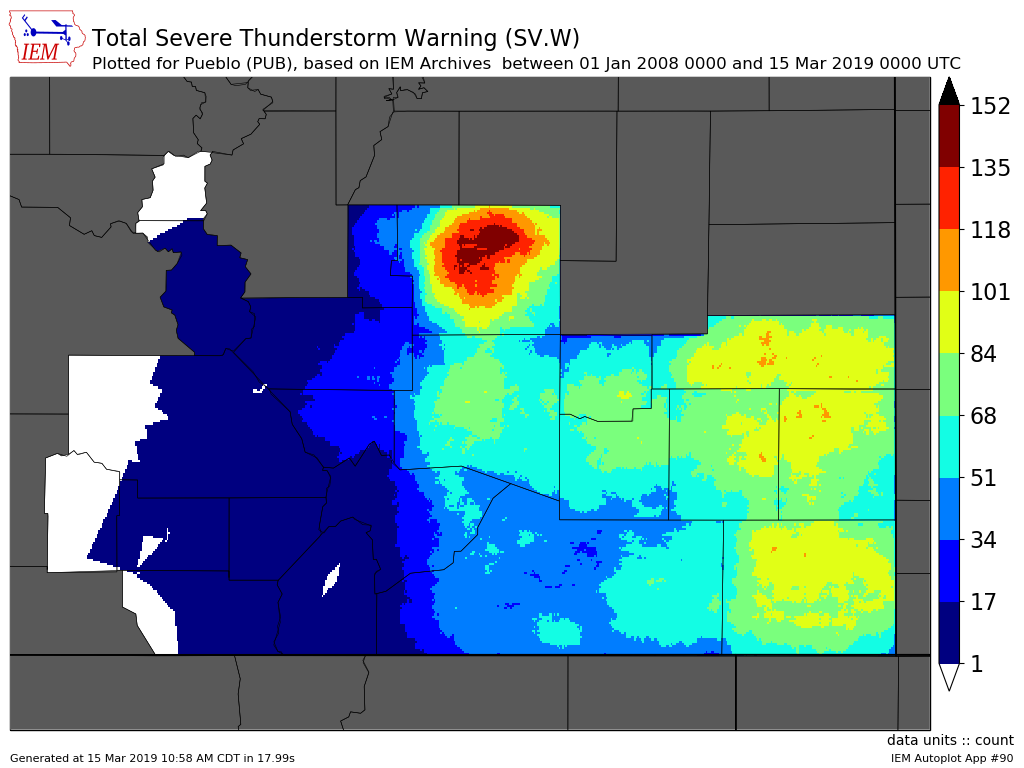 IEM
Total Severe Thunderstorm Warning (SV.W)
Plotted for Pueblo (PUB), based on IEM Archives  between 01 Jan 2008 0000 and 15 Mar 2019 0000 UTC
152
135
118
101
84
68
51
34
17
1
data units :: count
Generated at 15 Mar 2019 10:58 AM CDT in 17.99s
IEM Autoplot App #90